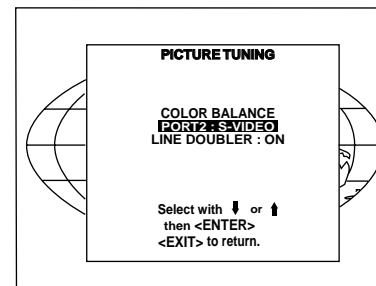 PICTURE TUNING
COLOR BALANCE
PORT2 : S-VIDEO
LINE DOUBLER : ON
Select with ⬇ or ⬆
then <ENTER>
<EXIT> to return.